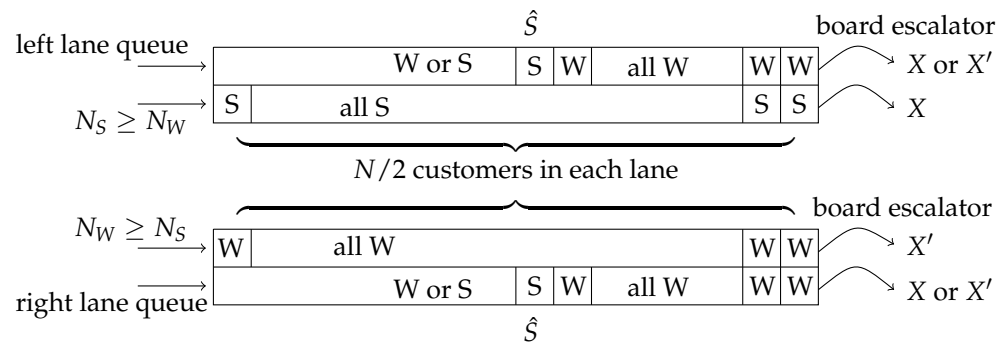 Ŝ
board escalator
left lane queue
W or S S W all W W W
X or X′
S all S S S
X
N_S ≥ N_W
N/2 customers in each lane
board escalator
N_W ≥ N_S
W all W W W
X′
W or S S W all W W W
X or X′
right lane queue
Ŝ